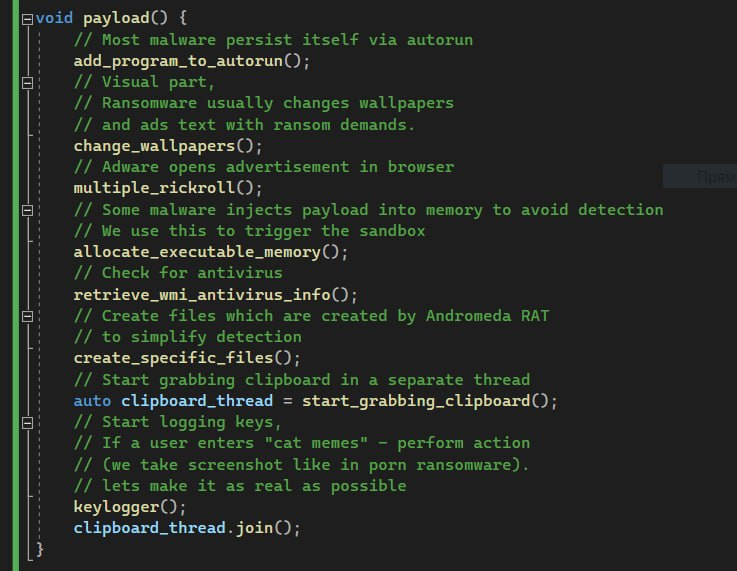 void payload() {
// Most malware persist itself via autorun
add_program_to_autorun();
// Visual part,
// Ransomware usually changes wallpapers
// and ads text with ransom demands.
change_wallpapers();
// Adware opens advertisement in browser
multiple_rickroll();
Прям
// Some malware injects payload into memory to avoid detection
// We use this to trigger the sandbox
allocate_executable_memory();
// Check for antivirus
retrieve_wmi_antivirus_info();
// Create files which are created by Andromeda RAT
// to simplify detection
create_specific_files();
// Start grabbing clipboard in a separate thread
auto clipboard_thread = start_grabbing_clipboard();
// Start logging keys,
// If a user enters "cat memes" - perform action
// (we take screenshot like in porn ransomware).
// lets make it as real as possible
keylogger();
clipboard_thread.join();
}